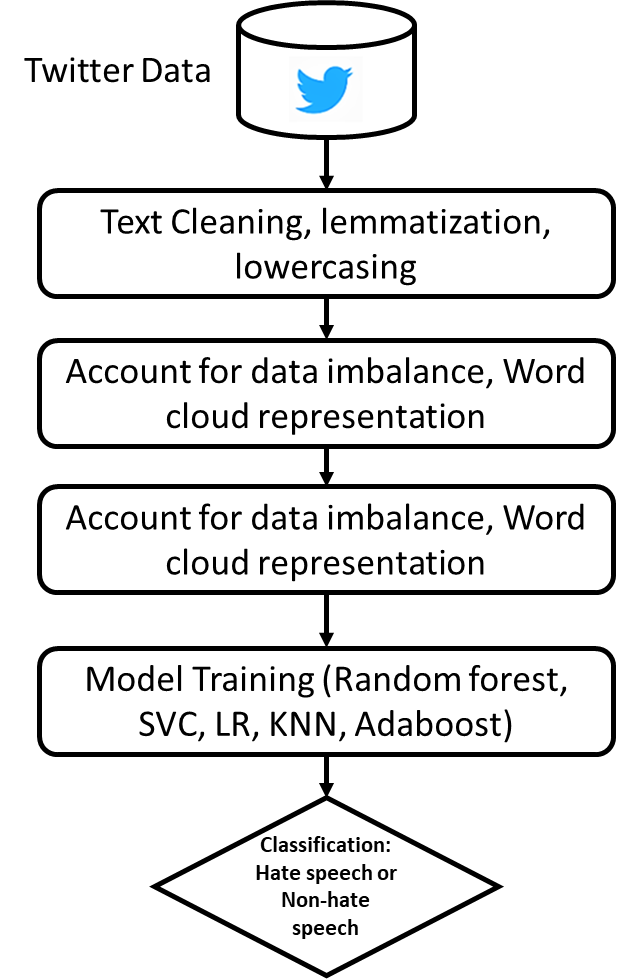 Twitter Data
Text Cleaning, lemmatization,
lowercasing
Account for data imbalance, Word
cloud representation
Account for data imbalance, Word
cloud representation
Model Training (Random forest,
SVC, LR, KNN, Adaboost)
Classification:
Hate speech or
Non-hate
speech